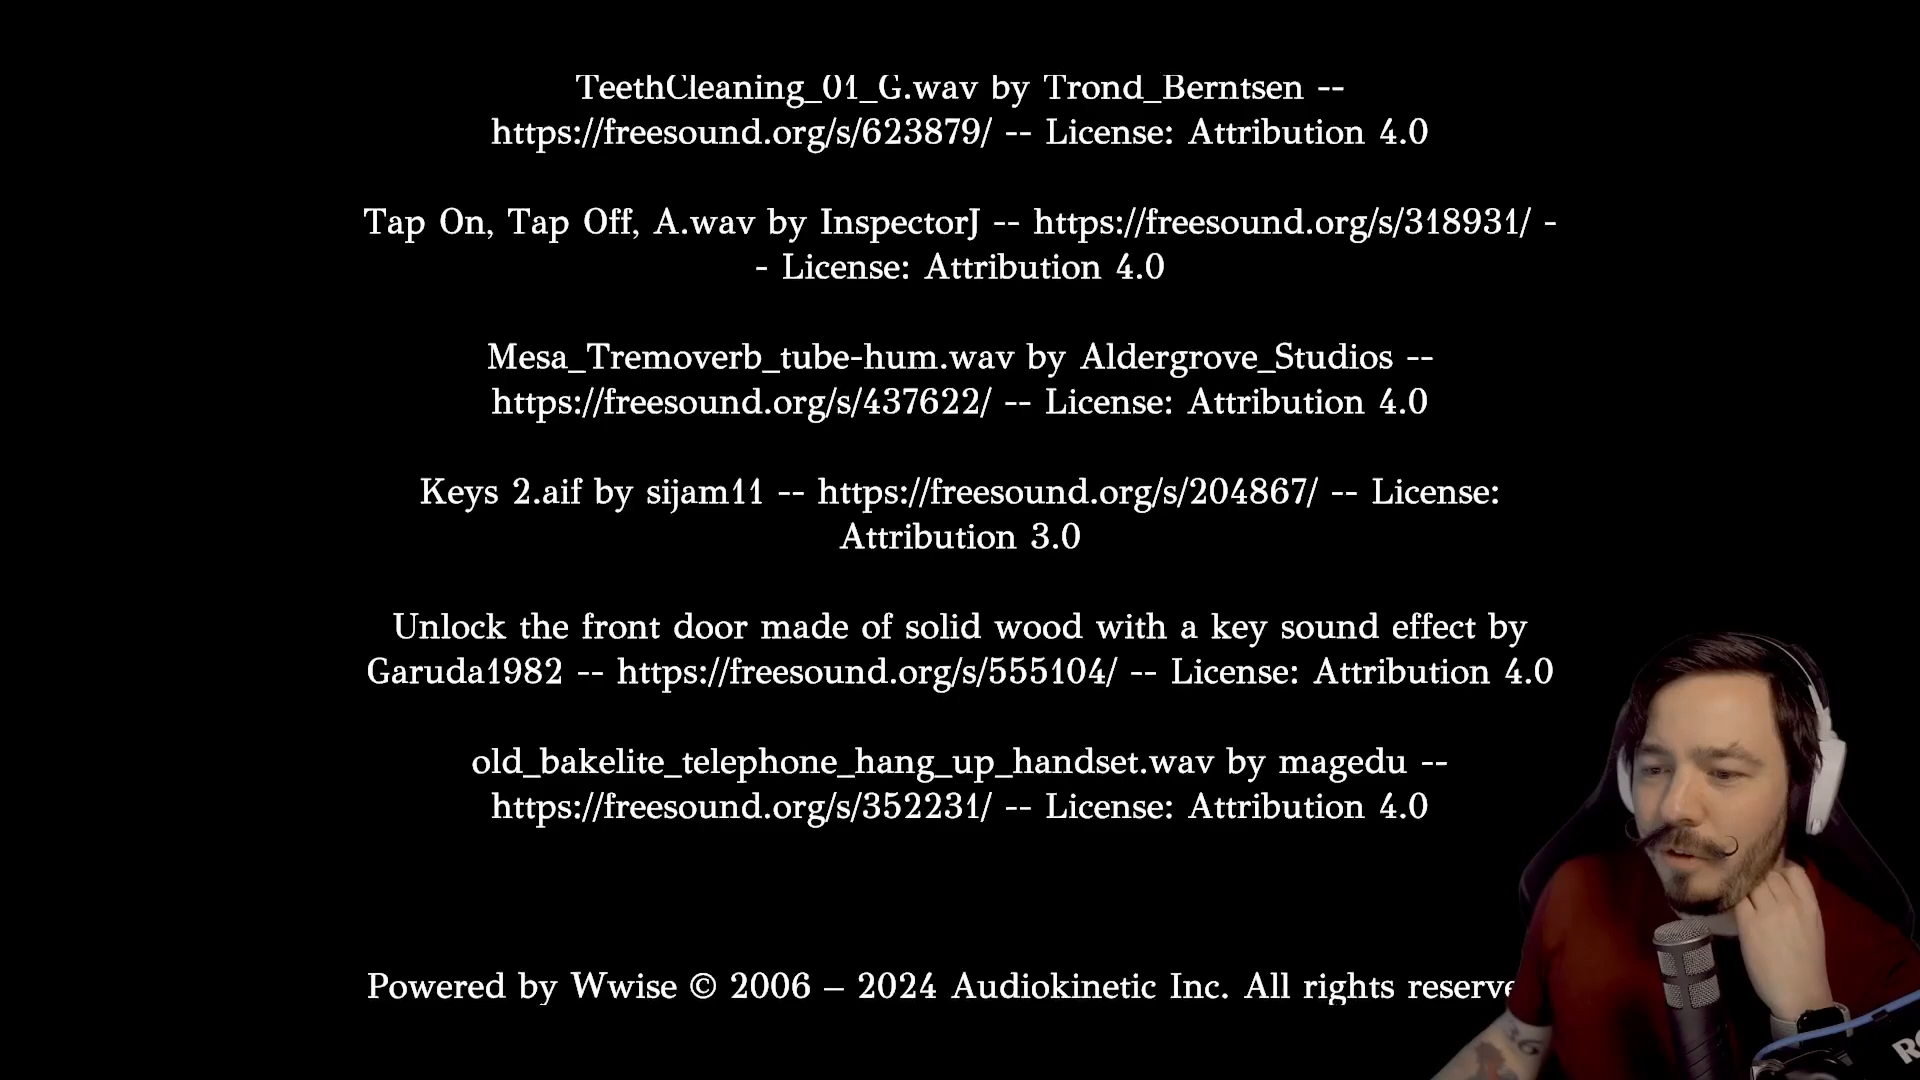 TeethCleaning_01_G.wav by Trond_Berntsen --
https://freesound.org/s/623879/ -- License: Attribution 4.0
Tap On, Tap Off, A.wav by InspectorJ -- https://freesound.org/s/318931/ -
- License: Attribution 4.0
Mesa_Tremoverb_tube-hum.wav by Aldergrove_Studios --
https://freesound.org/s/437622/ -- License: Attribution 4.0
Keys 2.aif by sijam11 -- https://freesound.org/s/204867/ -- License:
Attribution 3.0
Unlock the front door made of solid wood with a key sound effect by
Garuda1982 -- https://freesound.org/s/555104/ -- License: Attribution 4.0
old_bakelite_telephone_hang_up_handset.wav by magedu --
https://freesound.org/s/352231/ -- License: Attribution 4.0
Powered by Wwise © 2006 – 2024 Audiokinetic Inc. All rights reserve